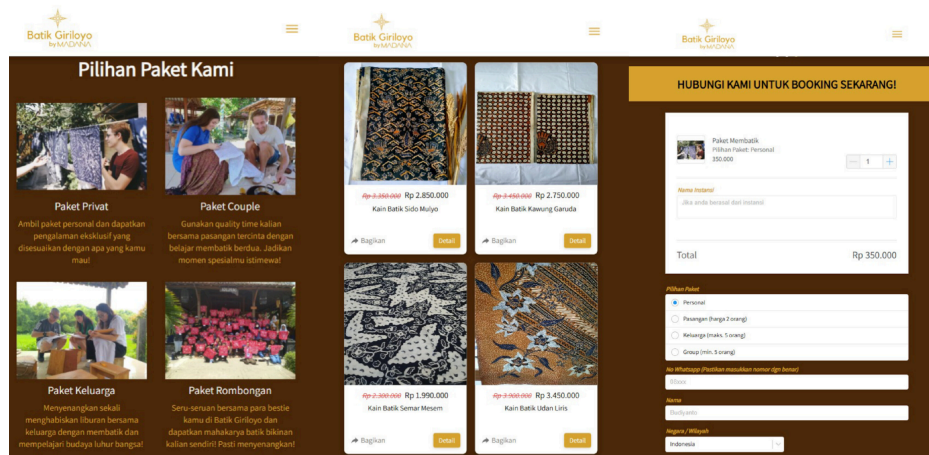 Batik Giriloyo
by MADANA
Pilihan Paket Kami
Paket Privat
Ambil paket personal dan dapatkan
pengalaman eksklusif yang
disesuaikan dengan apa yang kamu
mau!
Paket Couple
Gunakan quality time kalian
bersama pasangan tercinta dengan
belajar membatik berdua. Jadikan
momen spesialmu istimewa!
Paket Keluarga
Menyenangkan sekali
menghabiskan liburan bersama
keluarga dengan membatik dan
mempelajari budaya luhur bangsa!
Paket Rombongan
Seru-seruan bersama para bestie
kamu di Batik Giriloyo dan
dapatkan mahakarya batik bikinan
kalian sendiri! Pasti menyenangkan!
Batik Giriloyo
by MADANA
Rp 3.350.000 Rp 2.850.000
Kain Batik Sido Mulyo
Bagikan Detail
Rp 3.450.000 Rp 2.750.000
Kain Batik Kawung Garuda
Bagikan Detail
Rp 2.300.000 Rp 1.990.000
Kain Batik Semar Mesem
Bagikan Detail
Rp 3.900.000 Rp 3.450.000
Kain Batik Udan Liris
Bagikan Detail
Batik Giriloyo
by MADANA
HUBUNGI KAMI UNTUK BOOKING SEKARANG!
Paket Membatik
Pilihan Paket: Personal
350.000
1
Nama Instansi
Jika anda berasal dari instansi
Total Rp 350.000
Pilihan Paket
Personal
Pasangan (harga 2 orang)
Keluarga (maks. 5 orang)
Group (min. 5 orang)
No Whatsapp (Pastikan masukkan nomor dgn benar)
Nama
Budiyanto
Negara / Wilayah
Indonesia